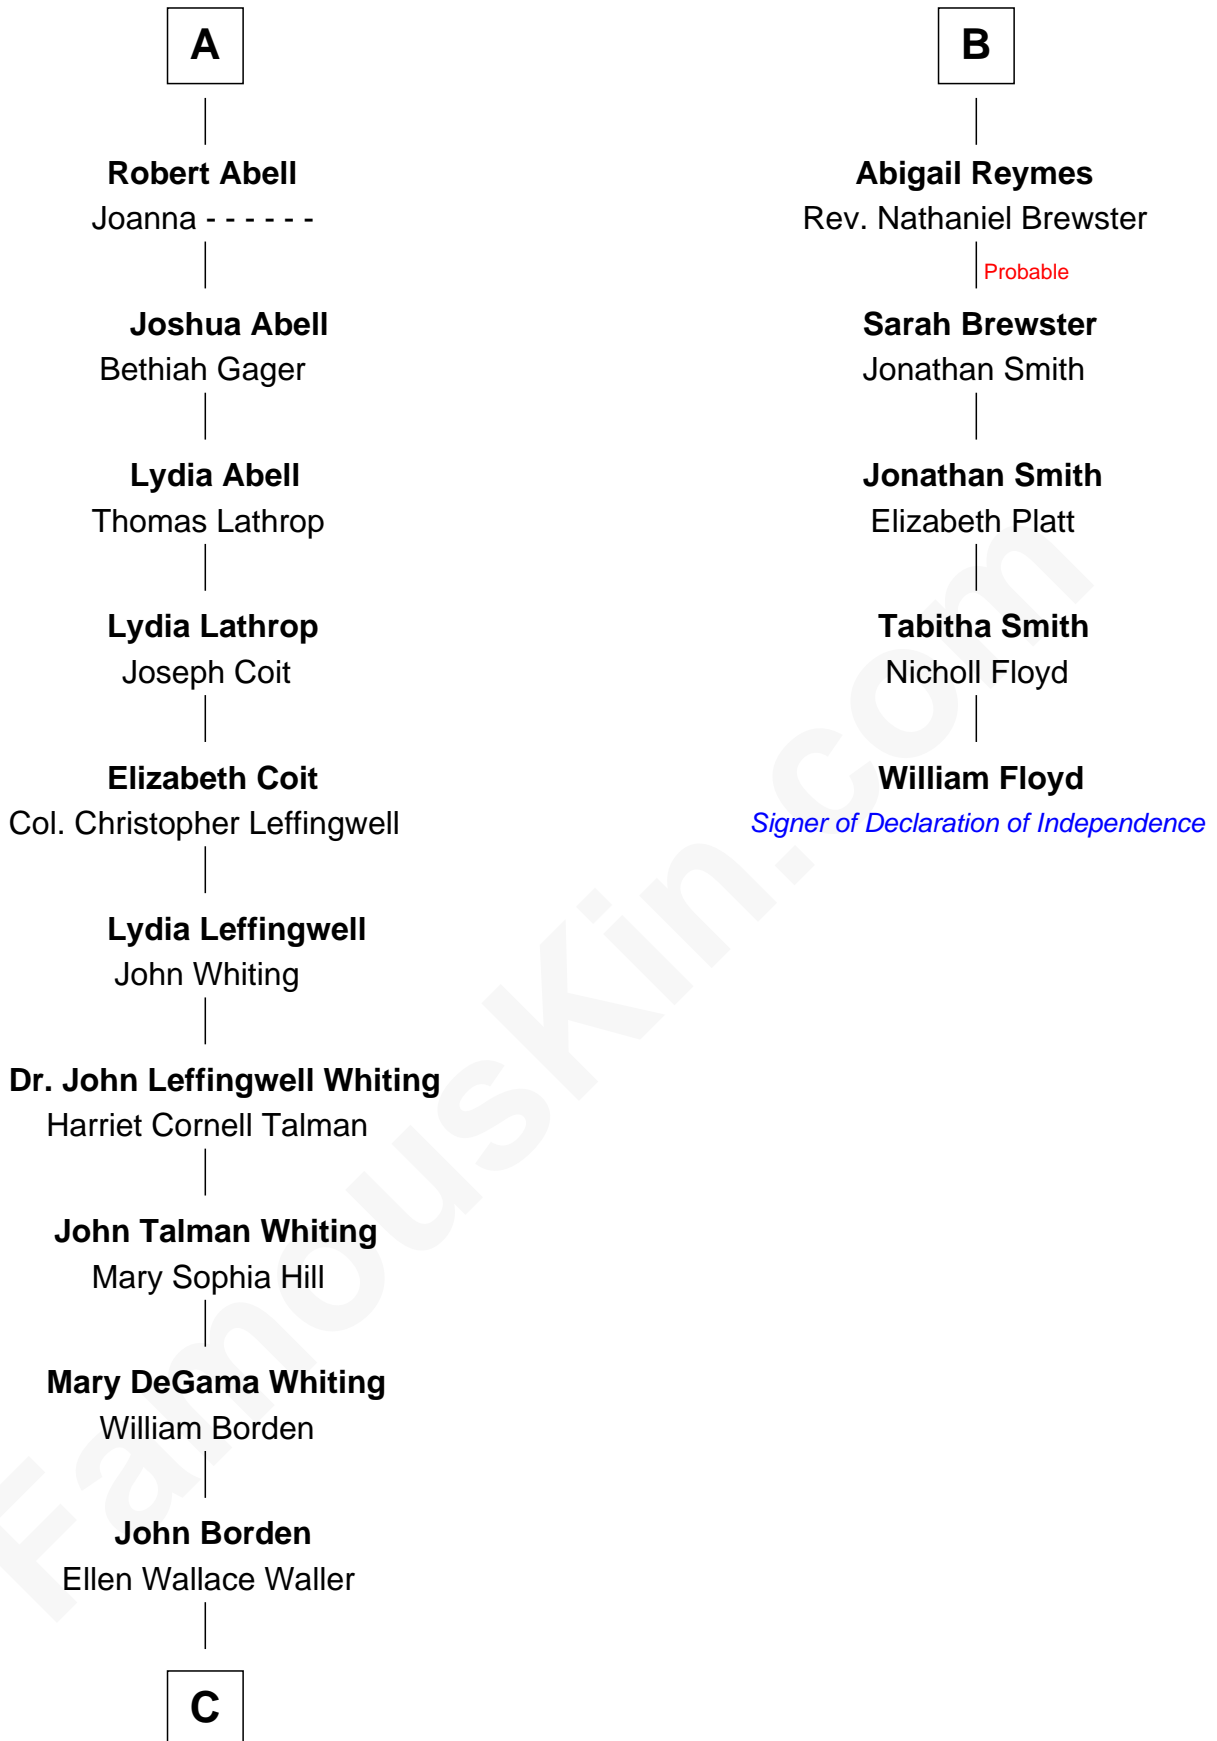 A
Robert Abell
Joanna - - - - - -
Joshua Abell
Bethiah Gager
Lydia Abell
Thomas Lathrop
Lydia Lathrop
Joseph Coit
Elizabeth Coit
Col. Christopher Leffingwell
Lydia Leffingwell
John Whiting
Dr. John Leffingwell Whiting
Harriet Cornell Talman
John Talman Whiting
Mary Sophia Hill
Mary DeGama Whiting
William Borden
John Borden
Ellen Wallace Waller
C
B
Abigail Reymes
Rev. Nathaniel Brewster
Probable
Sarah Brewster
Jonathan Smith
Jonathan Smith
Elizabeth Platt
Tabitha Smith
Nicholl Floyd
William Floyd
Signer of Declaration of Independence
FamousKin.com